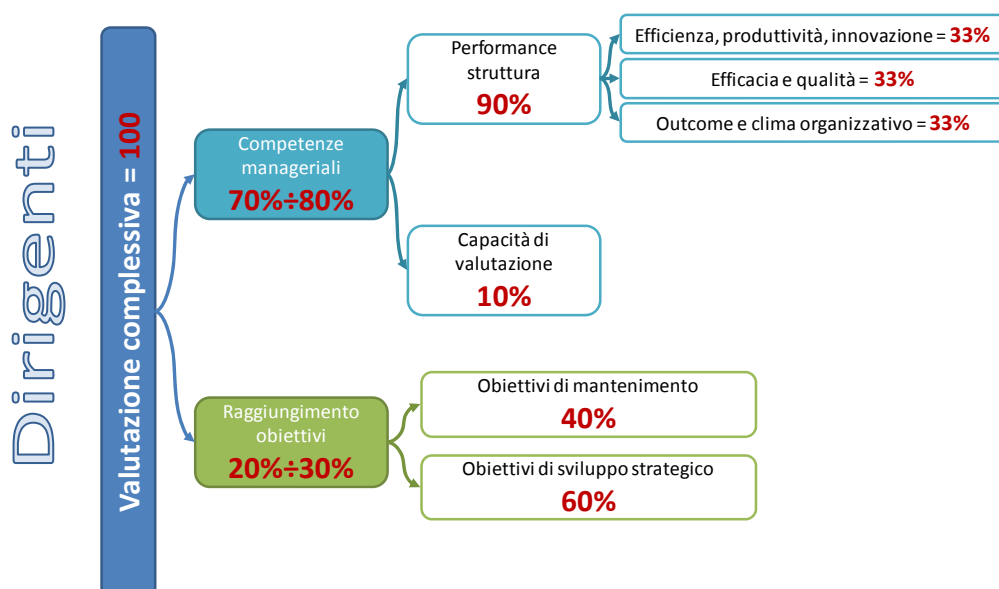 Dirigenti
Valutazione complessiva = 100
Competenze
manageriali
70%÷80%
Performance
struttura
90%
Efficienza, produttività, innovazione = 33%
Efficacia e qualità = 33%
Outcome e clima organizzativo = 33%
Capacità di
valutazione
10%
Raggiungimento
obiettivi
20%÷30%
Obiettivi di mantenimento
40%
Obiettivi di sviluppo strategico
60%